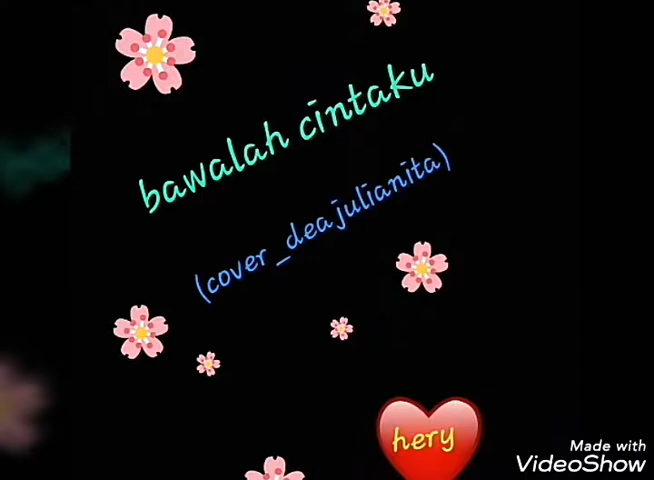 bawalah cintaku
(cover_deajulianita)
hery
Made with
VideoShow